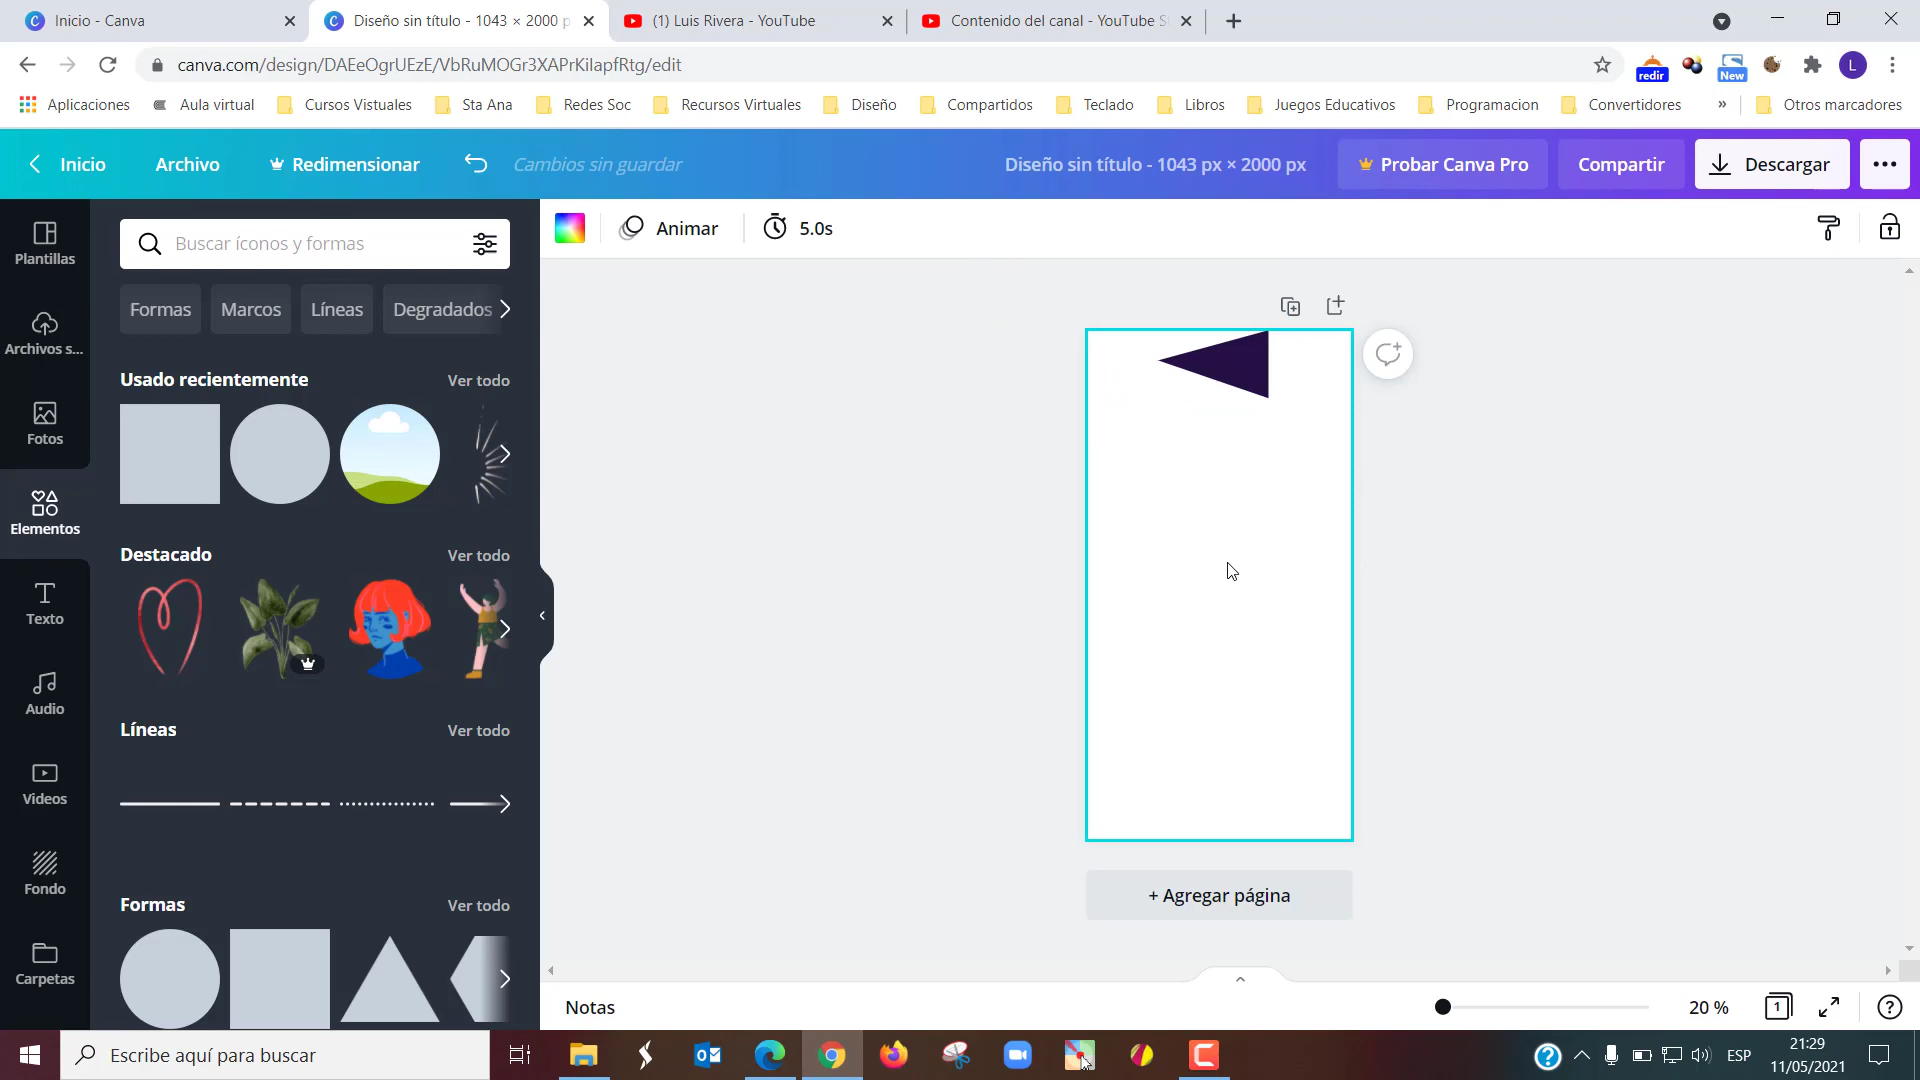 Inicio - Canva
Diseño sin título - 1043 × 2000 p
(1) Luis Rivera - YouTube
Contenido del canal - YouTube S
canva.com/design/DAEeOgrUEzE/VbRuMOGr3XAPrKiIapfRtg/edit
redir
New
L
Aplicaciones
Aula virtual
Cursos Vistuales
Sta Ana
Redes Soc
Recursos Virtuales
Diseño
Compartidos
Teclado
Libros
Juegos Educativos
Programacion
Convertidores
»
Otros marcadores
Inicio
Archivo
Redimensionar
Cambios sin guardar
Diseño sin título - 1043 px × 2000 px
Probar Canva Pro
Compartir
Descargar
Plantillas
Archivos s...
Fotos
Elementos
Texto
Audio
Videos
Fondo
Carpetas
Buscar íconos y formas
Formas
Marcos
Líneas
Degradados
Usado recientemente
Ver todo
Destacado
Ver todo
Líneas
Ver todo
Formas
Ver todo
Animar
5.0s
+ Agregar página
Notas
20 %
1
Escribe aquí para buscar
ESP
21:29
11/05/2021